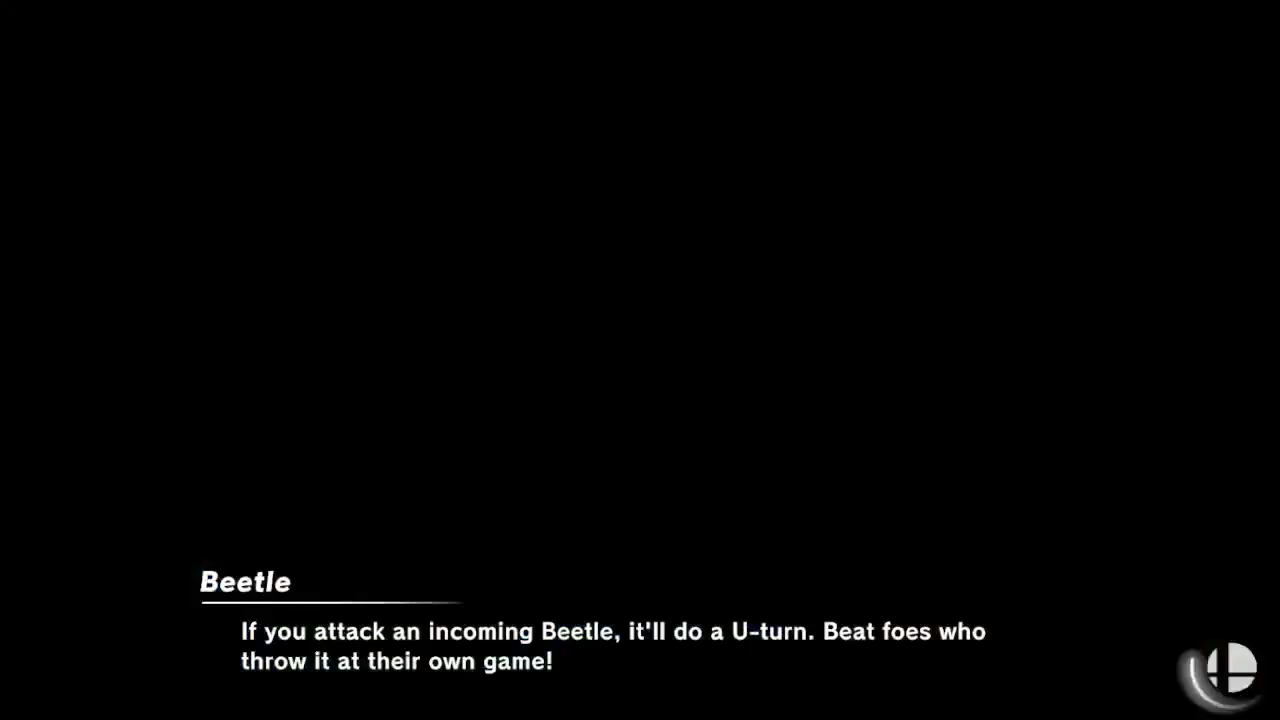 Beetle
If you attack an incoming Beetle, it'll do a U-turn. Beat foes who
throw it at their own game!